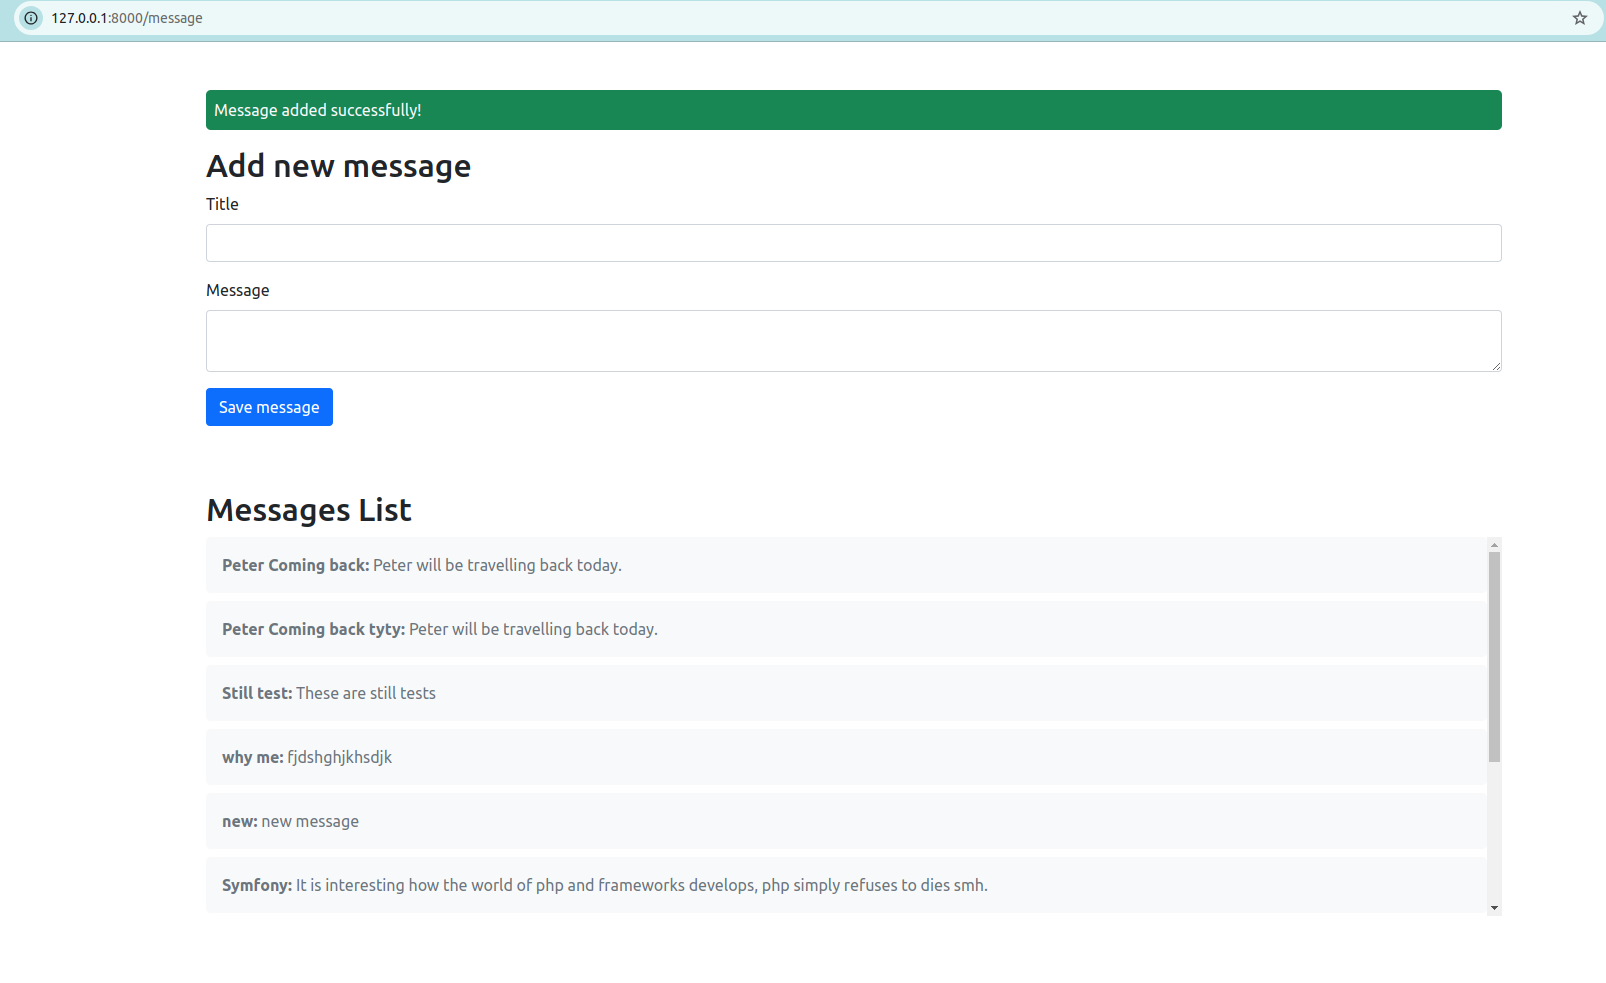 127.0.0.1:8000/message
Message added successfully!
Add new message
Title
Message
Save message
Messages List
Peter Coming back: Peter will be travelling back today.
Peter Coming back tyty: Peter will be travelling back today.
Still test: These are still tests
why me: fjdshghjkhsdjk
new: new message
Symfony: It is interesting how the world of php and frameworks develops, php simply refuses to dies smh.